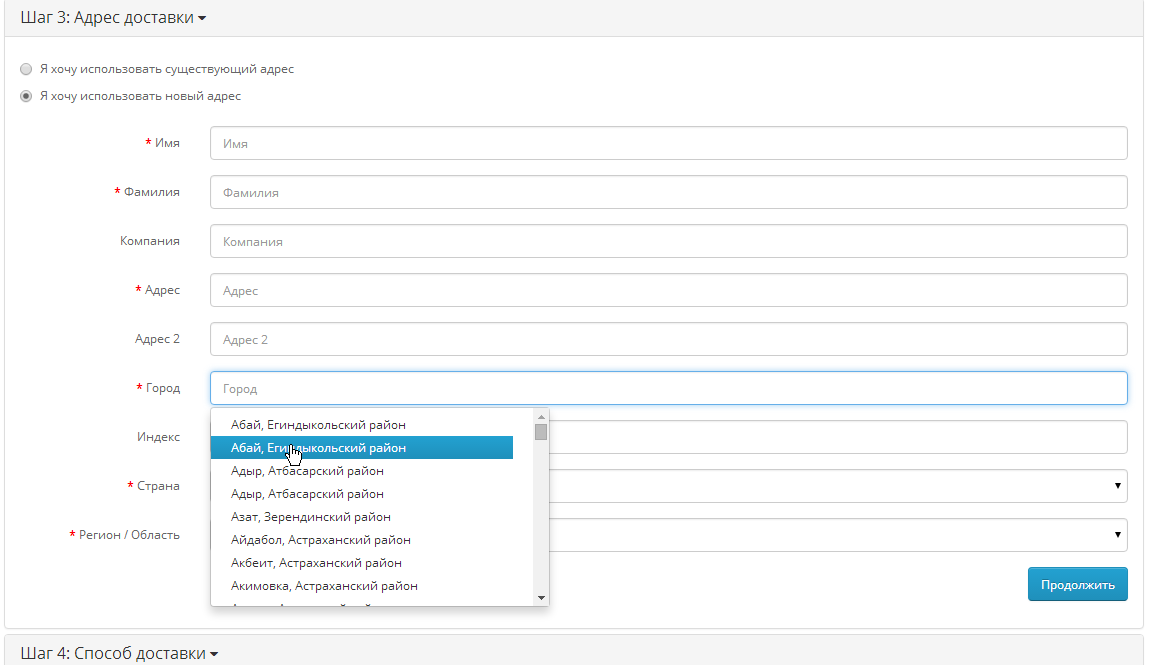 Шаг 3: Адрес доставки
Я хочу использовать существующий адрес
Я хочу использовать новый адрес
* Имя
Имя
* Фамилия
Фамилия
Компания
Компания
* Адрес
Адрес
Адрес 2
Адрес 2
* Город
Город
Абай, Егиндыкольский район
Индекс
Абай, Егиндыкольский район
Адыр, Атбасарский район
* Страна
Адыр, Атбасарский район
Азат, Зерендинский район
* Регион / Область
Айдабол, Астраханский район
Акбеит, Астраханский район
Акимовка, Астраханский район
Продолжить
Шаг 4: Способ доставки